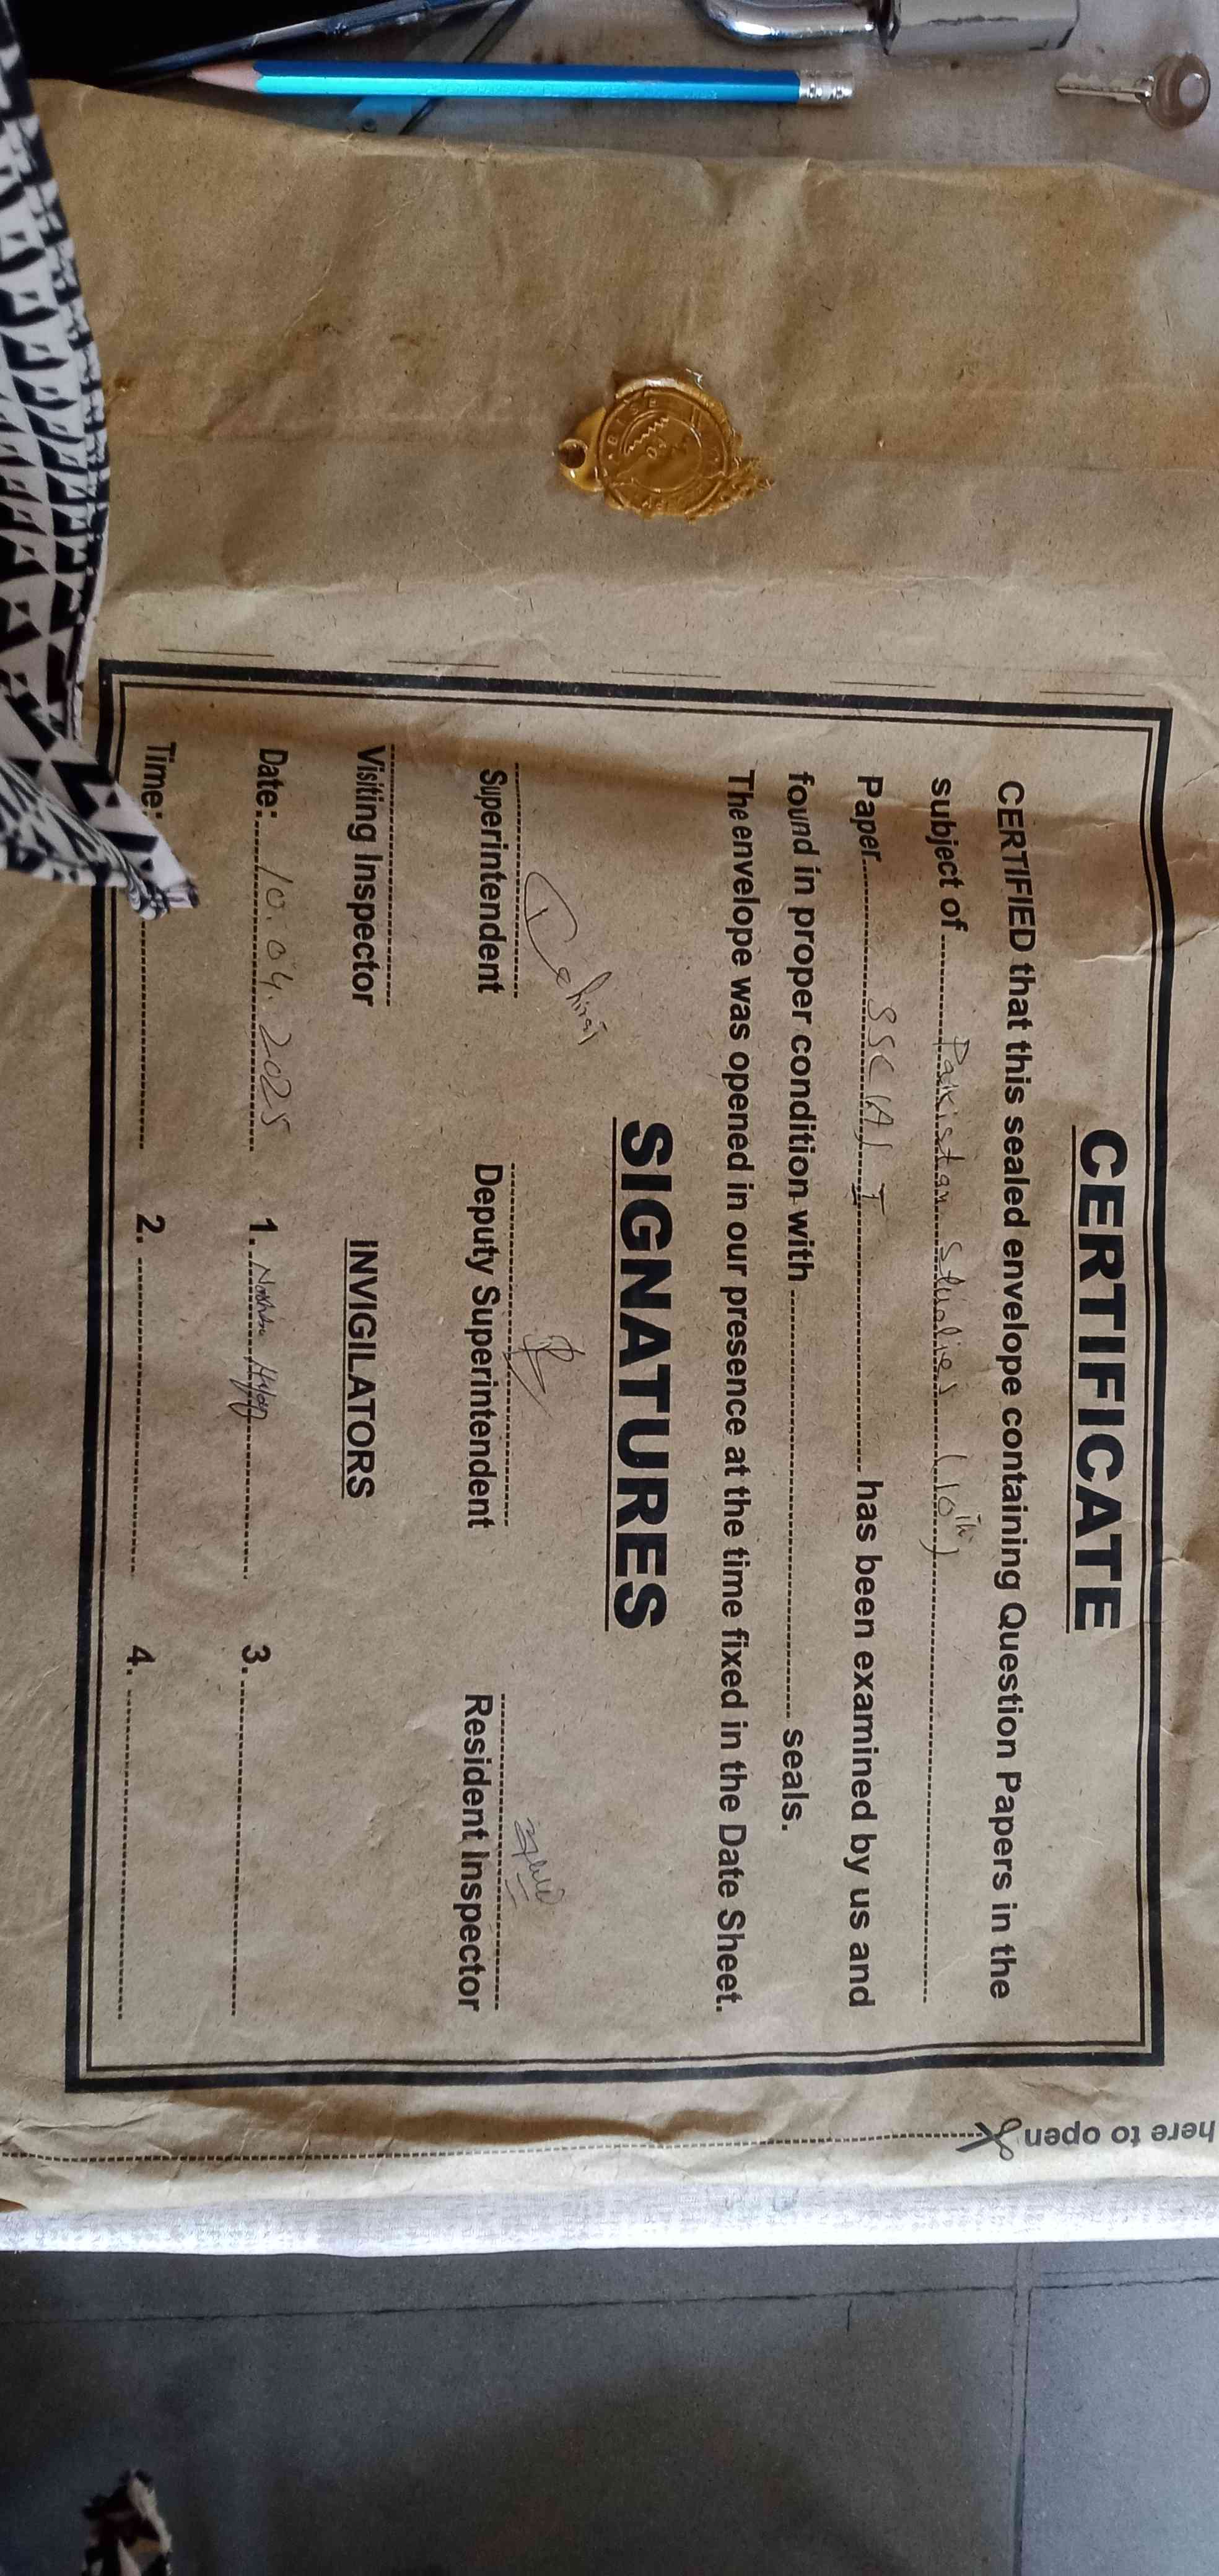 CERTIFICATE
CERTIFIED that this sealed envelope containing Question Papers in the
subject of Pakistan studies (10th)
Paper SSC (A) I has been examined by us and
found in proper condition with seals.
The envelope was opened in our presence at the time fixed in the Date Sheet.
SIGNATURES
Superintendent Deputy Superintendent Resident Inspector
Visiting Inspector INVIGILATORS
Date: 10.04.2025 1. 3.
Time: 2. 4.
here to open
BISE